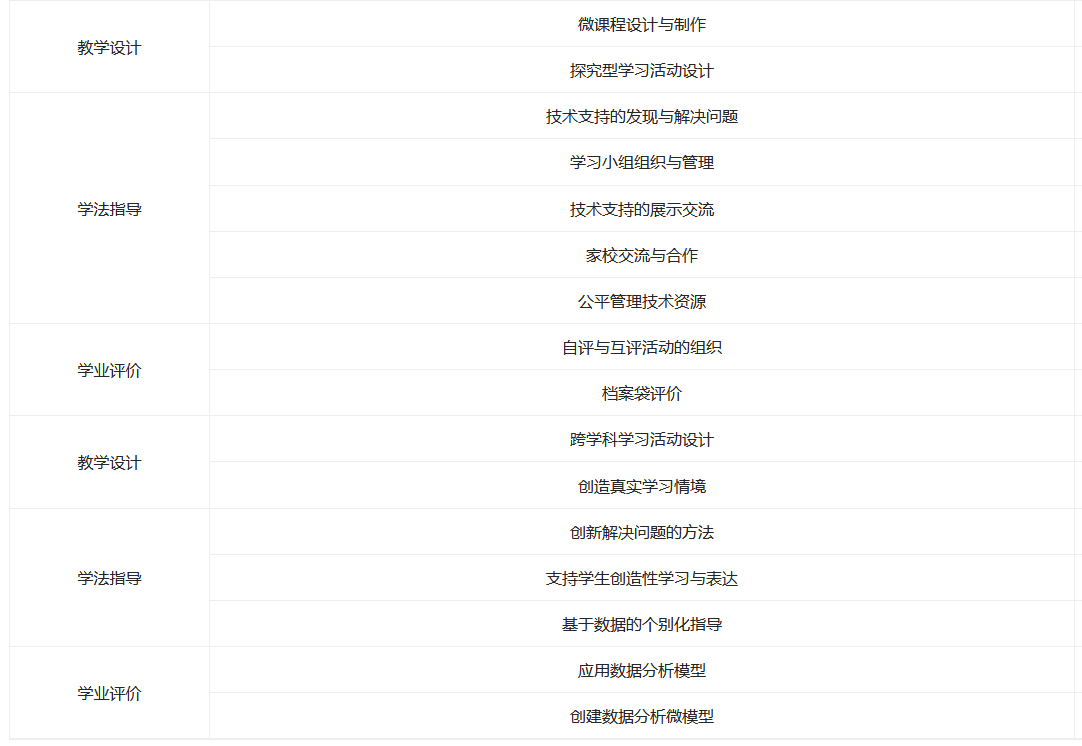 教学设计
微课程设计与制作
探究型学习活动设计
学法指导
技术支持的发现与解决问题
学习小组组织与管理
技术支持的展示交流
家校交流与合作
公平管理技术资源
学业评价
自评与互评活动的组织
档案袋评价
教学设计
跨学科学习活动设计
创造真实学习情境
学法指导
创新解决问题的方法
支持学生创造性学习与表达
基于数据的个别化指导
学业评价
应用数据分析模型
创建数据分析微模型